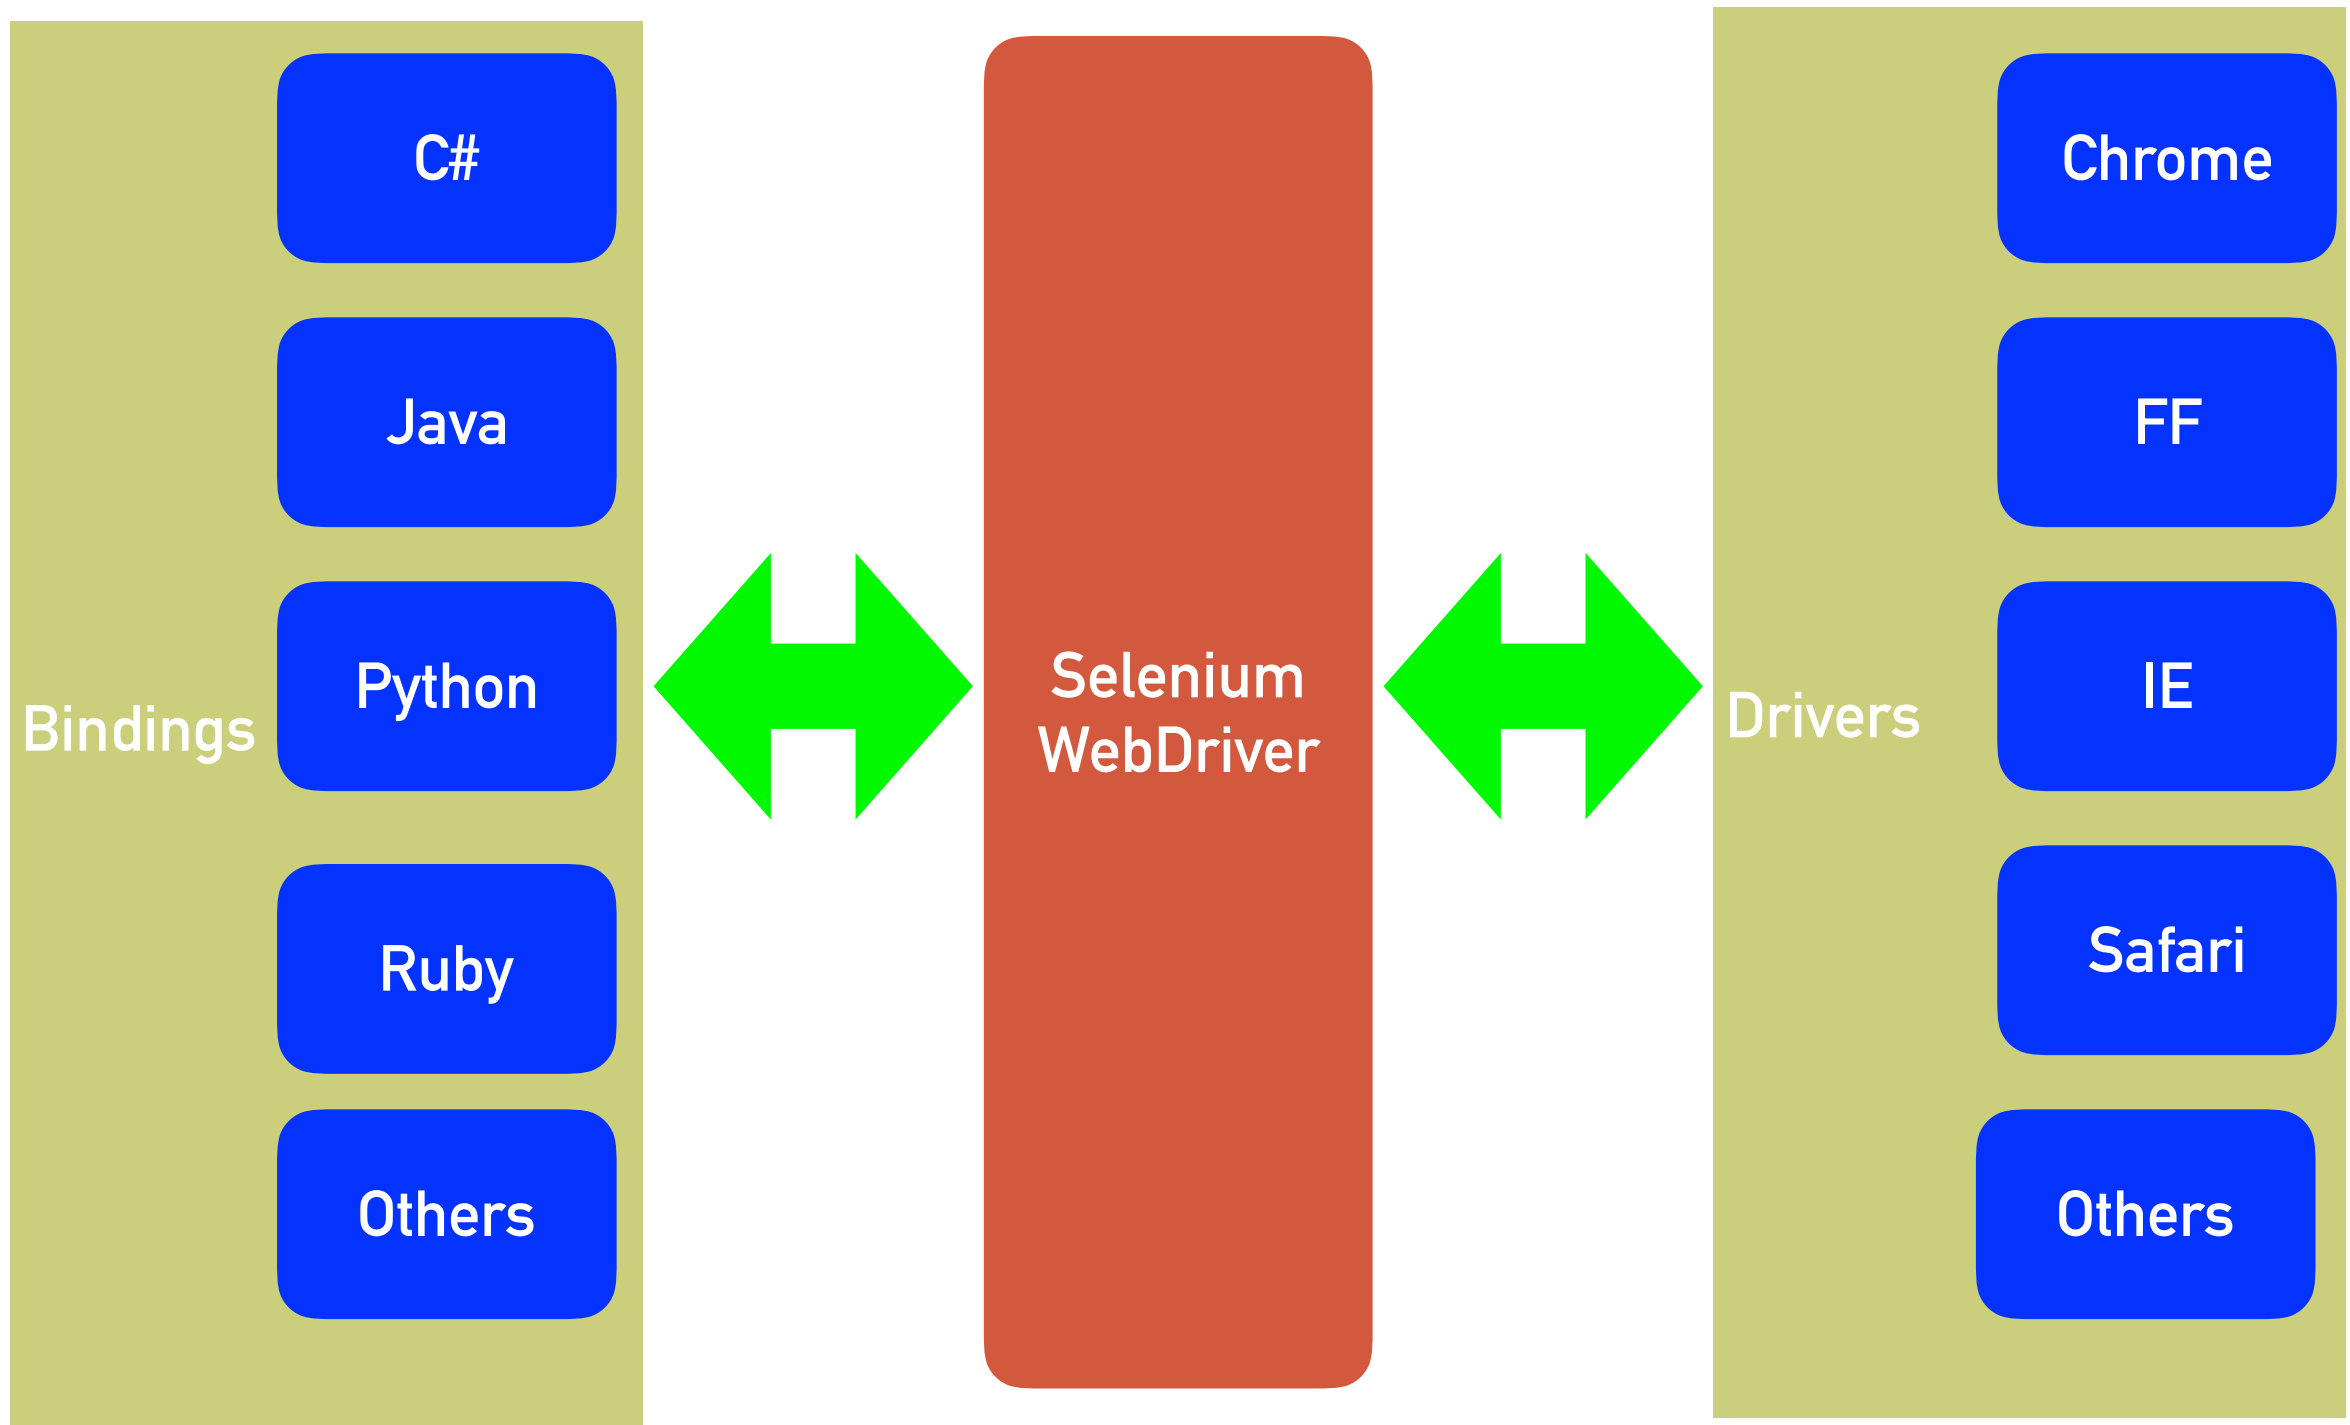 Bindings
C#
Java
Python
Ruby
Others
Selenium
WebDriver
Drivers
Chrome
FF
IE
Safari
Others